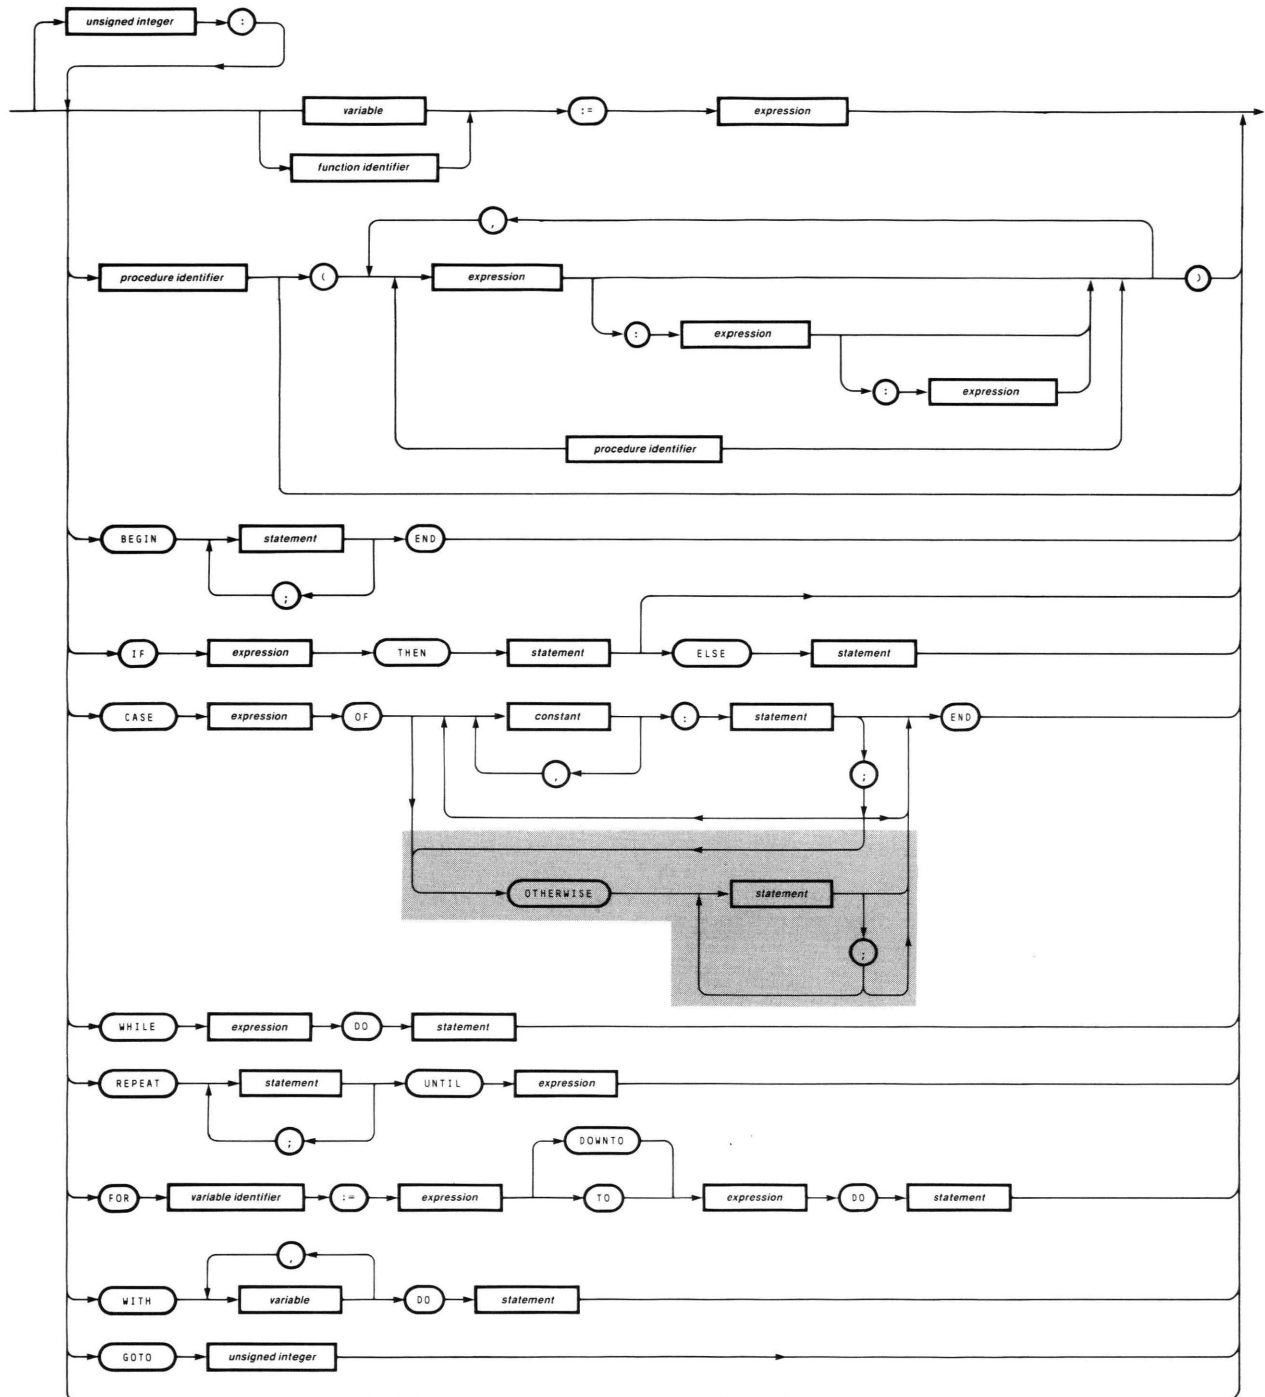 unsigned integer :
variable := expression
function identifier
,
procedure identifier ( expression )
: expression
: expression
procedure identifier
BEGIN statement END
;
IF expression THEN statement ELSE statement
CASE expression OF constant : statement END
, ;
OTHERWISE statement
;
WHILE expression DO statement
REPEAT statement UNTIL expression
;
DOWNTO
FOR variable identifier := expression TO expression DO statement
,
WITH variable DO statement
GOTO unsigned integer